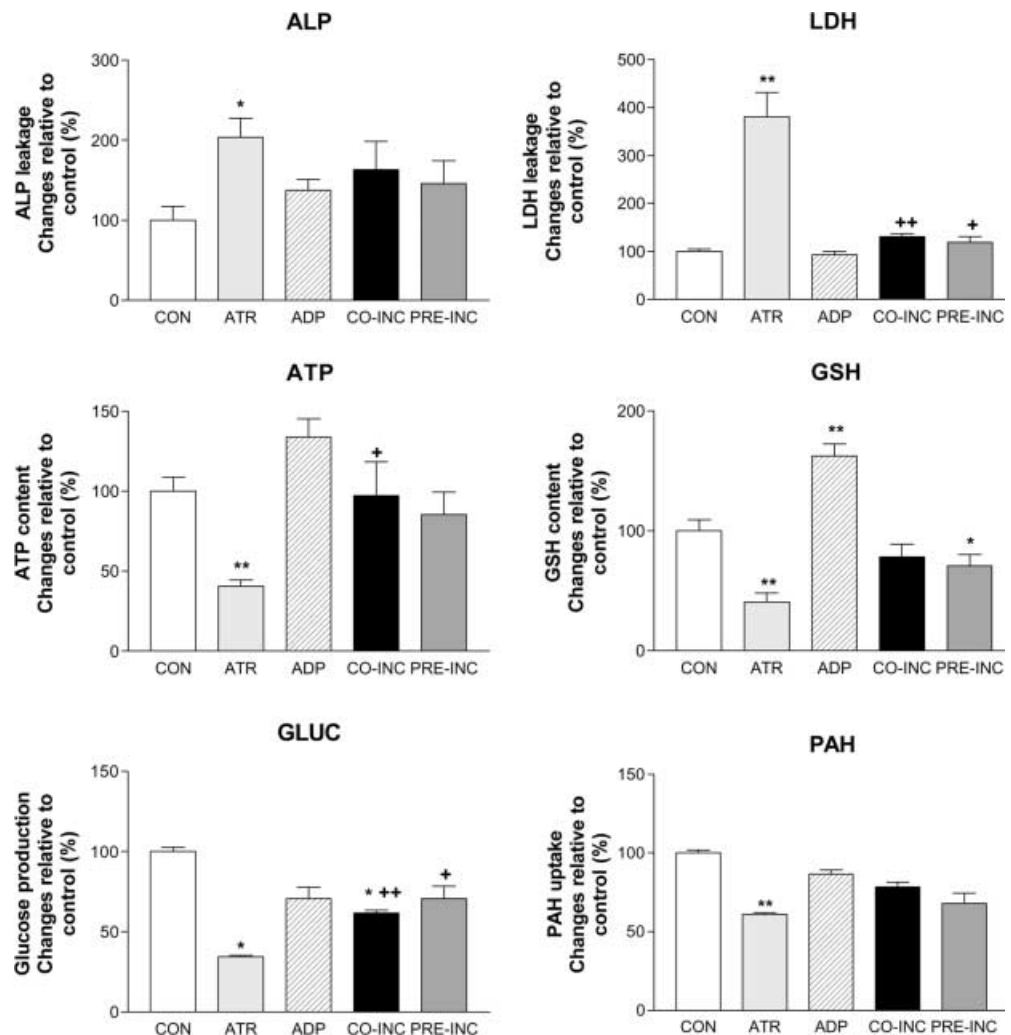 ALP
ALP leakage
Changes relative to
control (%)
300
200
100
0
*
CON ATR ADP CO-INC PRE-INC
LDH
LDH leakage
Changes relative to
control (%)
500
400
300
200
100
0
**
++
+
CON ATR ADP CO-INC PRE-INC
ATP
ATP content
Changes relative to
control (%)
150
100
50
0
**
+
CON ATR ADP CO-INC PRE-INC
GSH
GSH content
Changes relative to
control (%)
200
100
0
**
**
*
CON ATR ADP CO-INC PRE-INC
GLUC
Glucose production
Changes relative to
control (%)
150
100
50
0
*
* ++
+
CON ATR ADP CO-INC PRE-INC
PAH
PAH uptake
Changes relative to
control (%)
150
100
50
0
**
CON ATR ADP CO-INC PRE-INC